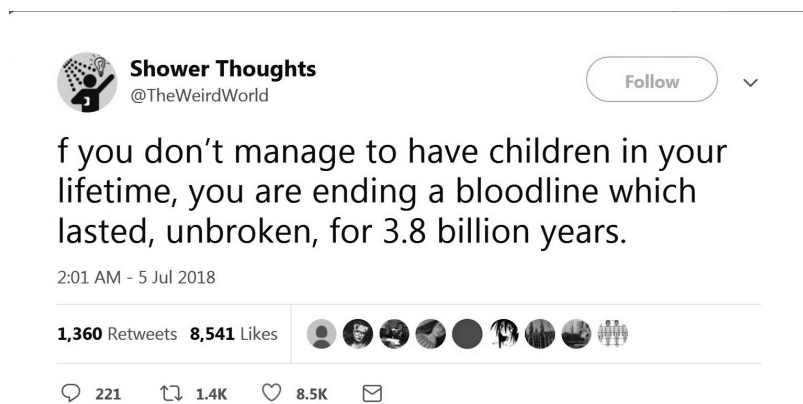 Shower Thoughts
@TheWeirdWorld
Follow
f you don't manage to have children in your
lifetime, you are ending a bloodline which
lasted, unbroken, for 3.8 billion years.
2:01 AM - 5 Jul 2018
1,360 Retweets 8,541 Likes
221 1.4K 8.5K